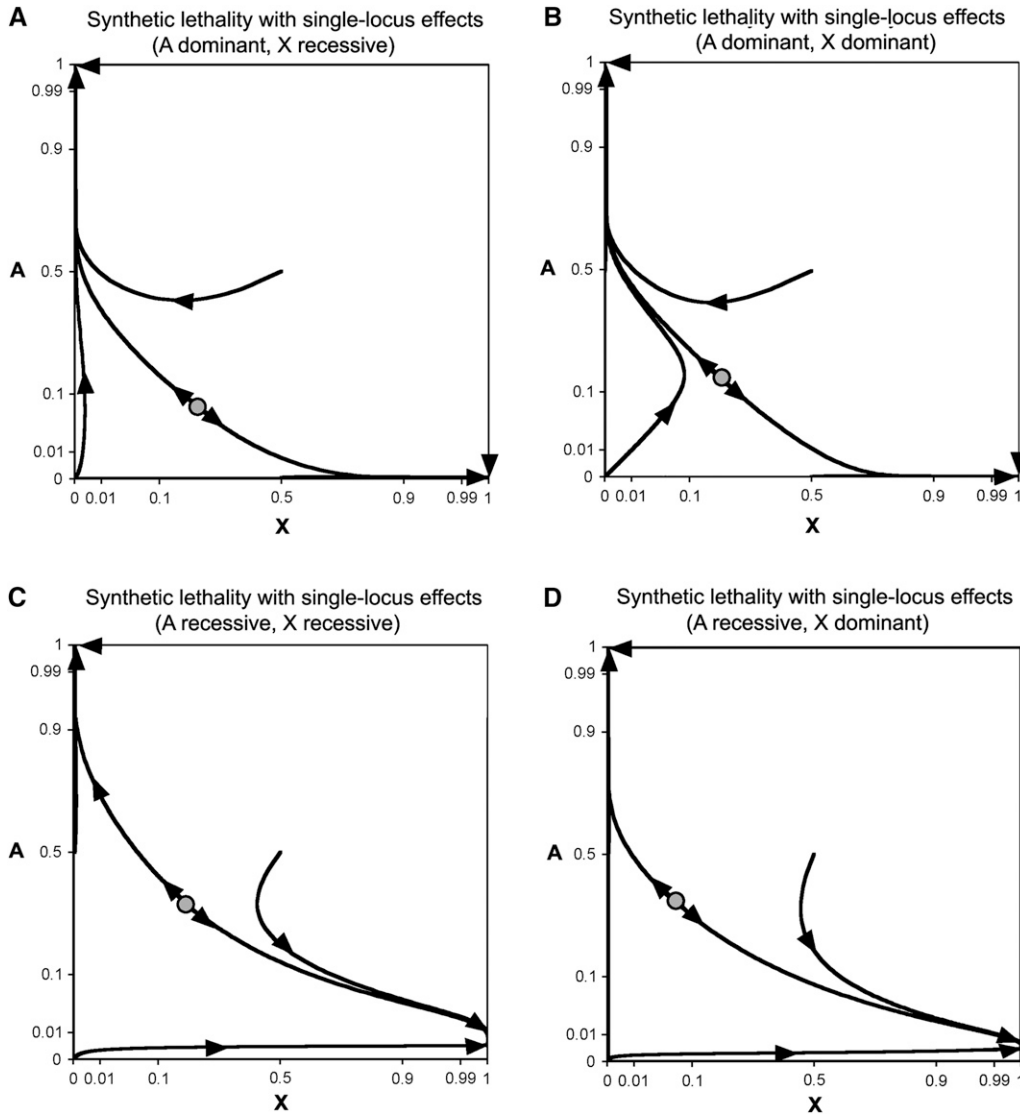 A
Synthetic lethality with single-locus effects
(A dominant, X recessive)
1
0.99
0.9
A
0.5
0.1
0.01
0
0 0.01 0.1 0.5 0.9 0.99 1
X
B
Synthetic lethality with single-locus effects
(A dominant, X dominant)
1
0.99
0.9
A
0.5
0.1
0.01
0
0 0.01 0.1 0.5 0.9 0.99 1
X
C
Synthetic lethality with single-locus effects
(A recessive, X recessive)
1
0.99
0.9
A
0.5
0.1
0.01
0
0 0.01 0.1 0.5 0.9 0.99 1
X
D
Synthetic lethality with single-locus effects
(A recessive, X dominant)
1
0.99
0.9
A
0.5
0.1
0.01
0
0 0.01 0.1 0.5 0.9 0.99 1
X